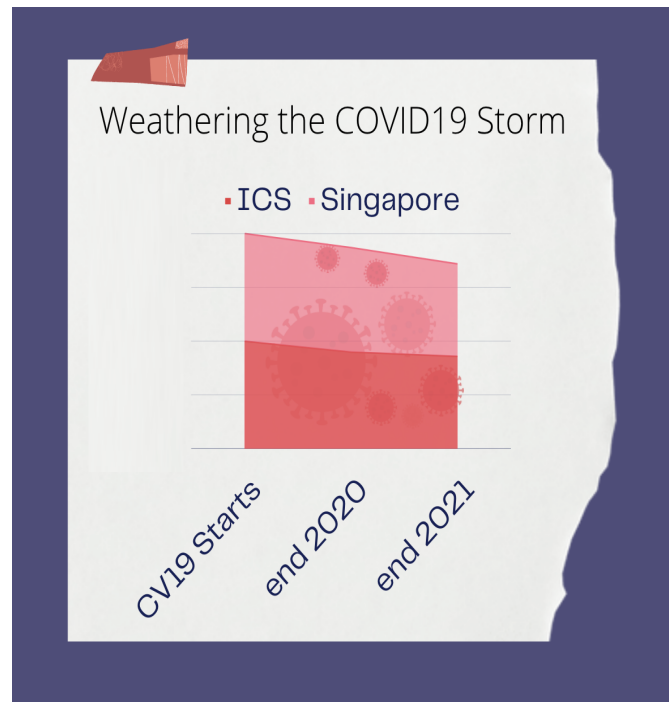 Weathering the COVID19 Storm
ICS Singapore
CV19 Starts
end 2020
end 2021